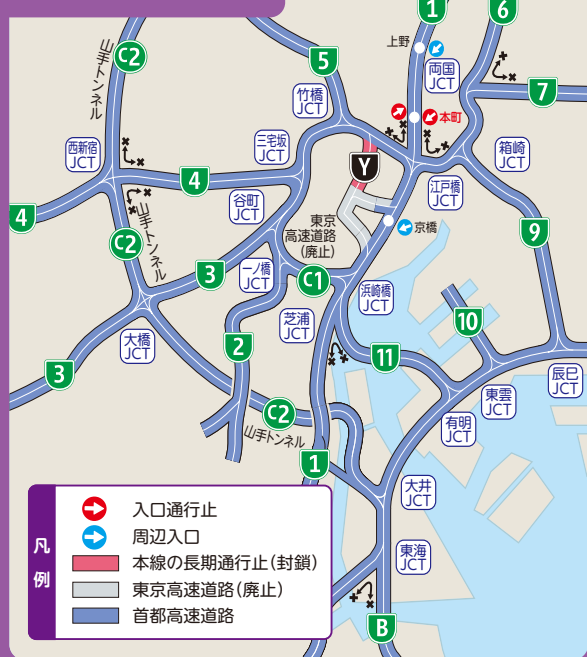 1
6
上野
山手トンネル
C2
5
両国
JCT
7
竹橋
JCT
本町
西新宿
JCT
三宅坂
JCT
箱崎
JCT
Y
4
江戸橋
JCT
谷町
JCT
4
山手トンネル
東京
高速道路
(廃止)
京橋
C2
9
3
一ノ橋
JCT
C1
浜崎橋
JCT
芝浦
JCT
10
大橋
JCT
2
11
3
辰巳
JCT
東雲
JCT
C2
有明
JCT
山手トンネル
1
大井
JCT
東海
JCT
B
凡例
入口通行止
周辺入口
本線の長期通行止(封鎖)
東京高速道路(廃止)
首都高速道路